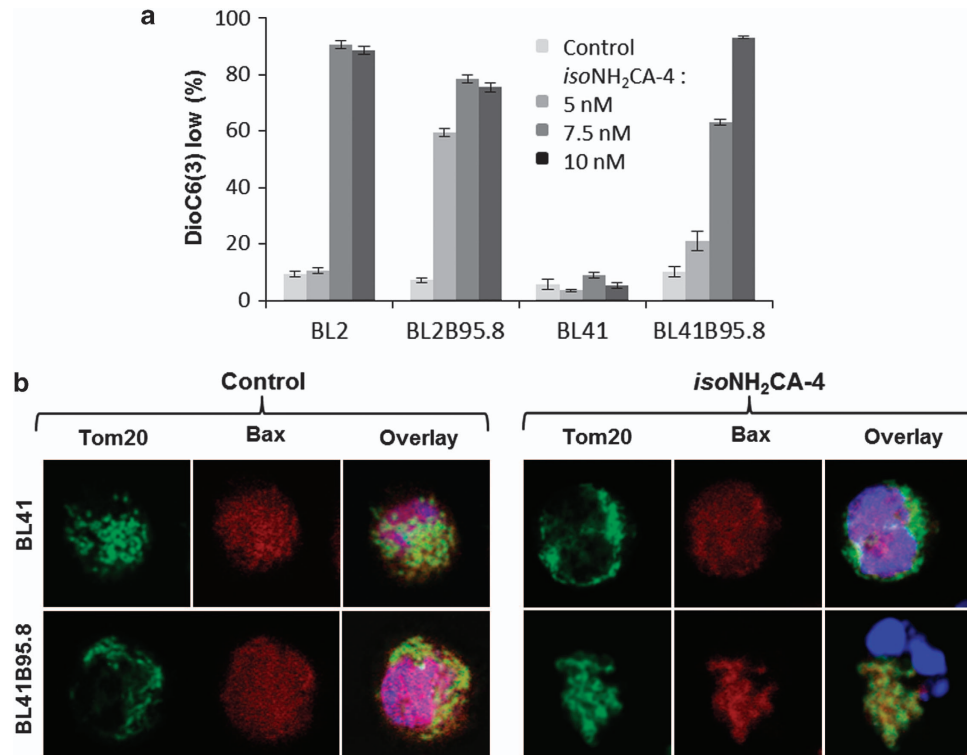 a
DioC6(3) low (%)
100
80
60
40
20
0
Control
isoNH₂CA-4 :
5 nM
7.5 nM
10 nM
BL2 BL2B95.8 BL41 BL41B95.8
b
Control isoNH₂CA-4
Tom20 Bax Overlay Tom20 Bax Overlay
BL41
BL41B95.8